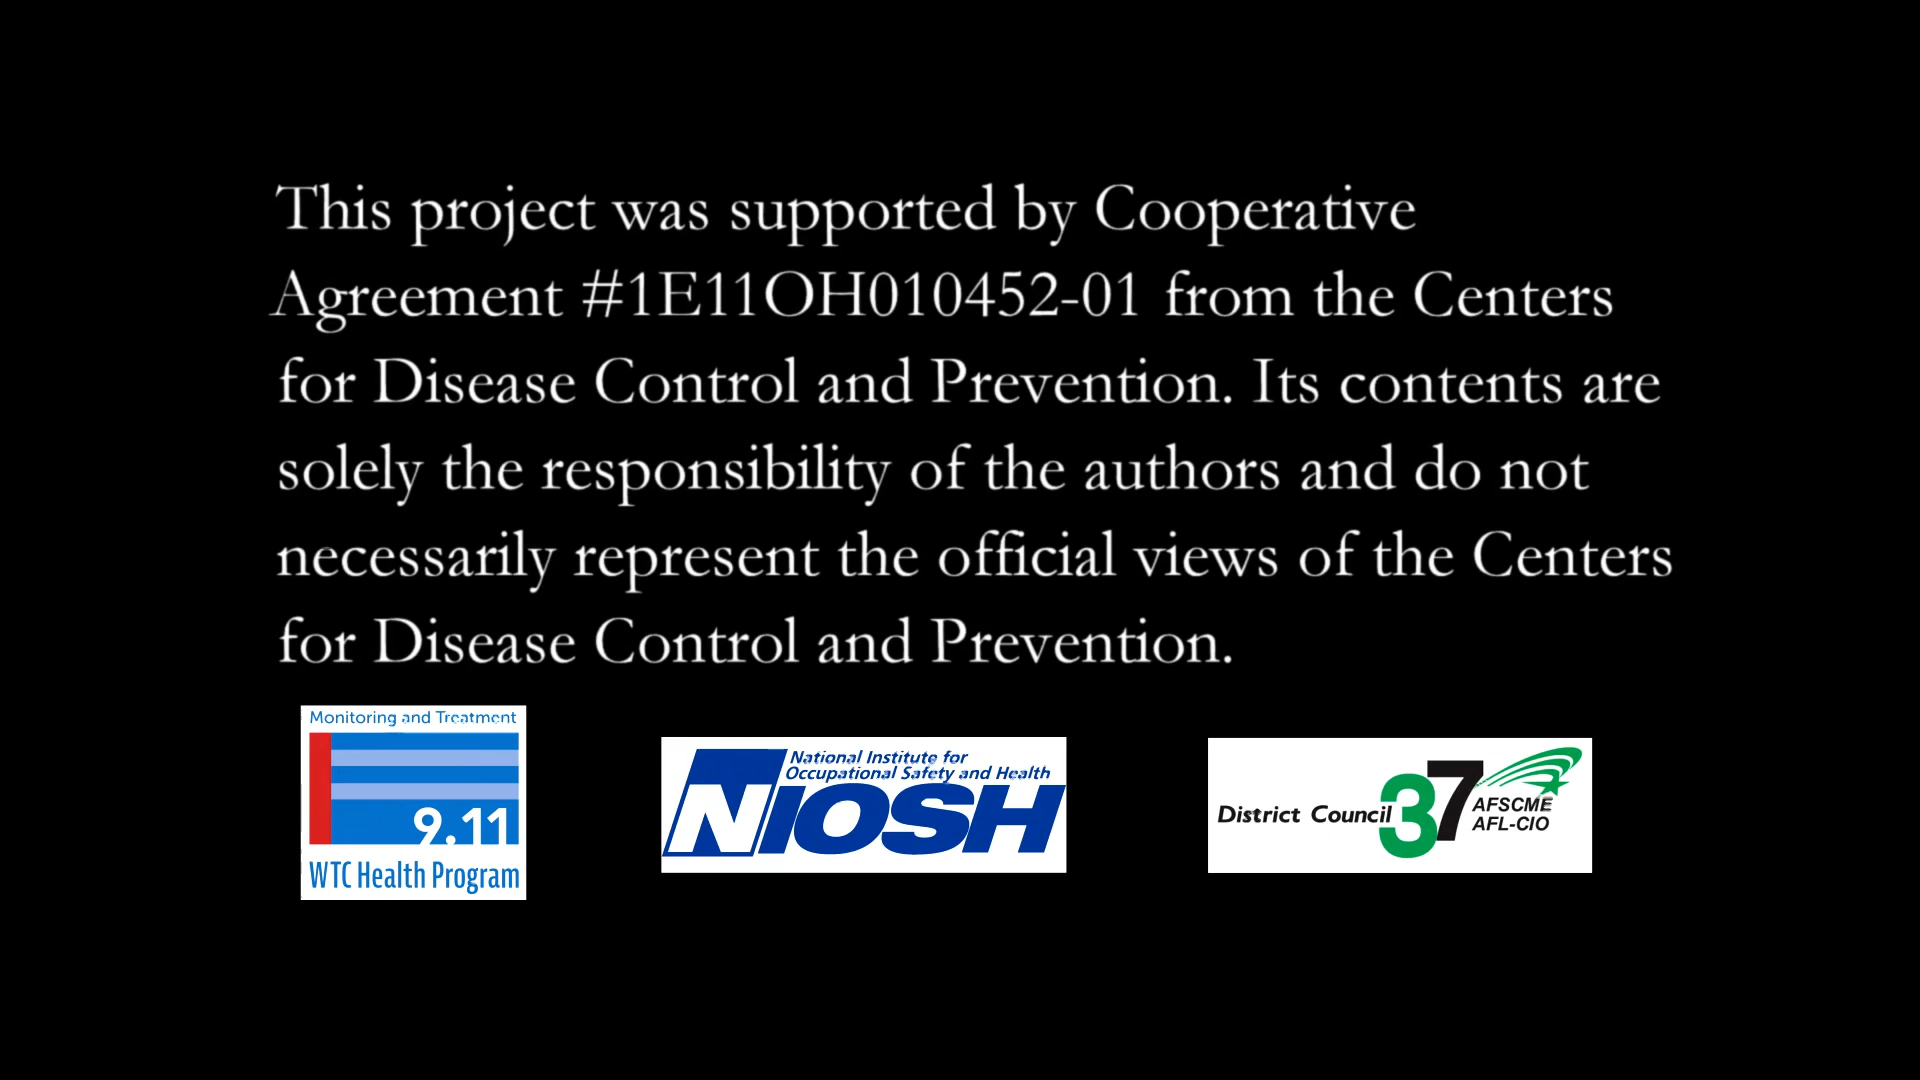 This project was supported by Cooperative
Agreement #1E11OH010452-01 from the Centers
for Disease Control and Prevention. Its contents are
solely the responsibility of the authors and do not
necessarily represent the official views of the Centers
for Disease Control and Prevention.
Monitoring and Treatment
9.11
WTC Health Program
National Institute for
Occupational Safety and Health
NIOSH
District Council 37
AFSCME
AFL-CIO